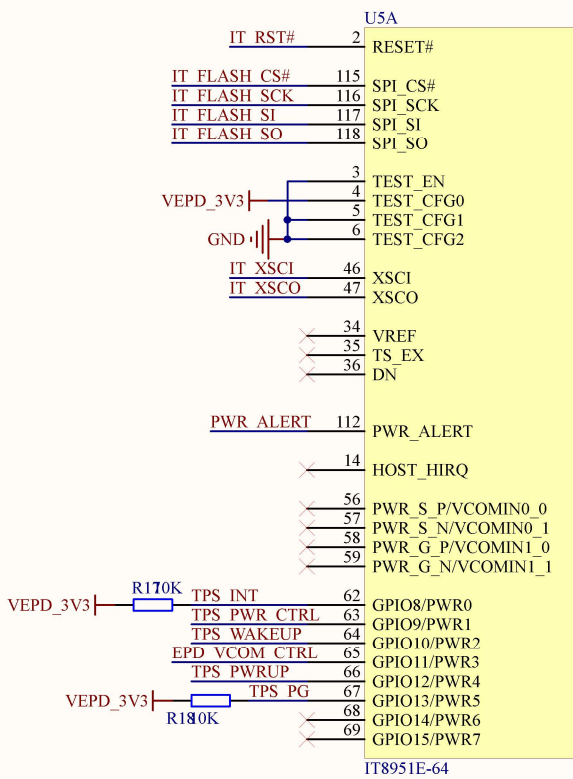 U5A
IT_RST# 2 RESET#
IT_FLASH_CS# 115 SPI_CS#
IT_FLASH_SCK 116 SPI_SCK
IT_FLASH_SI 117 SPI_SI
IT_FLASH_SO 118 SPI_SO
3 TEST_EN
VEPD_3V3 4 TEST_CFG0
5 TEST_CFG1
GND 6 TEST_CFG2
IT_XSCI 46 XSCI
IT_XSCO 47 XSCO
34 VREF
35 TS_EX
36 DN
PWR_ALERT 112 PWR_ALERT
14 HOST_HIRQ
56 PWR_S_P/VCOMIN0_0
57 PWR_S_N/VCOMIN0_1
58 PWR_G_P/VCOMIN1_0
59 PWR_G_N/VCOMIN1_1
VEPD_3V3 R17 10K TPS_INT 62 GPIO8/PWR0
TPS_PWR_CTRL 63 GPIO9/PWR1
TPS_WAKEUP 64 GPIO10/PWR2
EPD_VCOM_CTRL 65 GPIO11/PWR3
TPS_PWRUP 66 GPIO12/PWR4
VEPD_3V3 R18 10K TPS_PG 67 GPIO13/PWR5
68 GPIO14/PWR6
69 GPIO15/PWR7
IT8951E-64